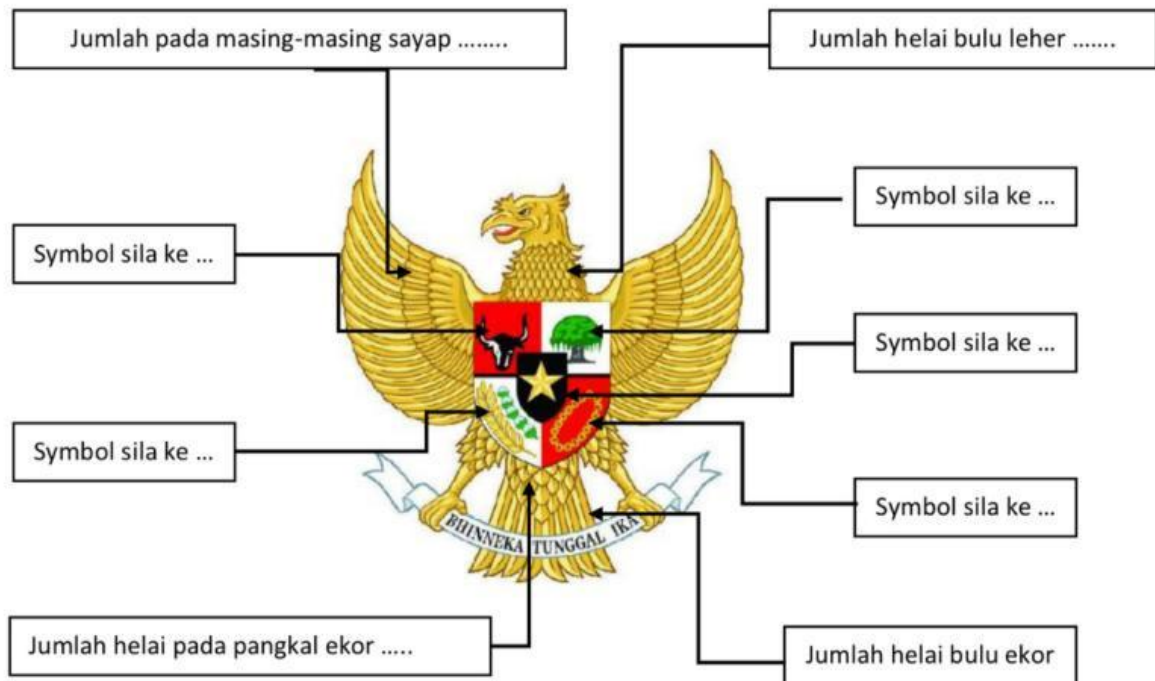 Jumlah pada masing-masing sayap ........
Jumlah helai bulu leher .......
Symbol sila ke ...
Symbol sila ke ...
Symbol sila ke ...
Symbol sila ke ...
Symbol sila ke ...
BHINNEKA TUNGGAL IKA
Jumlah helai pada pangkal ekor .....
Jumlah helai bulu ekor